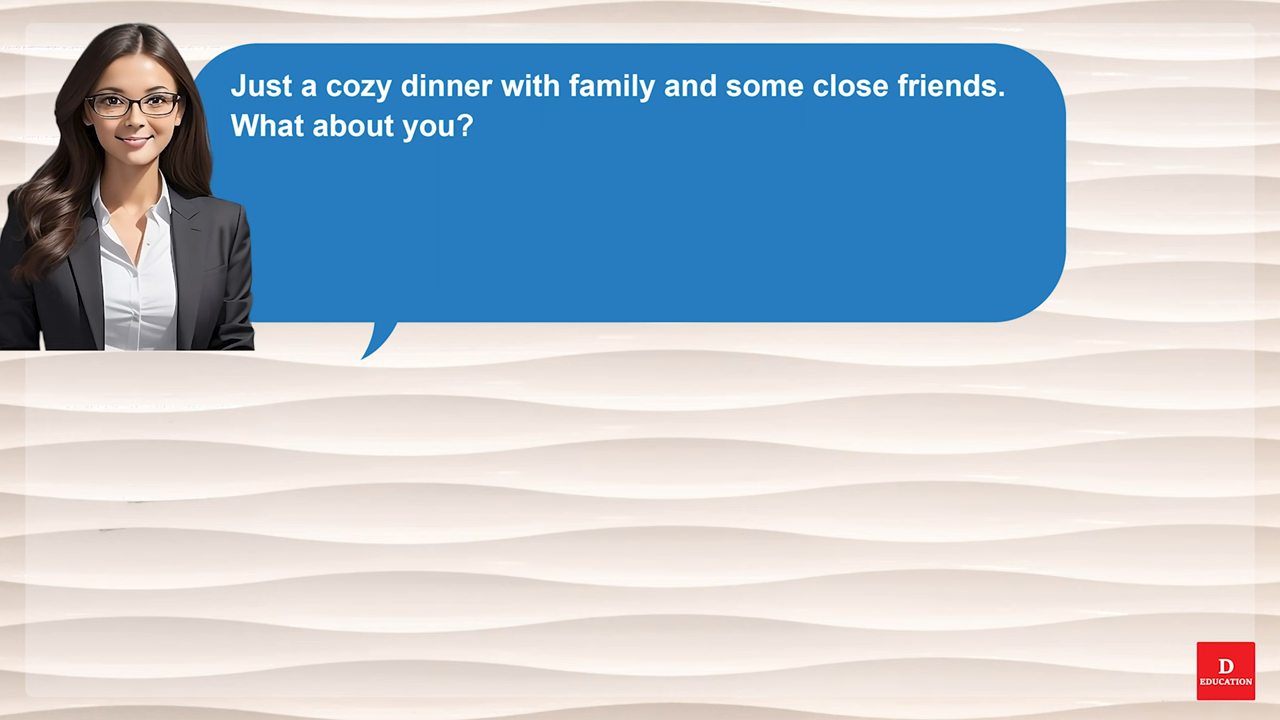 Just a cozy dinner with family and some close friends.
What about you?
D
EDUCATION